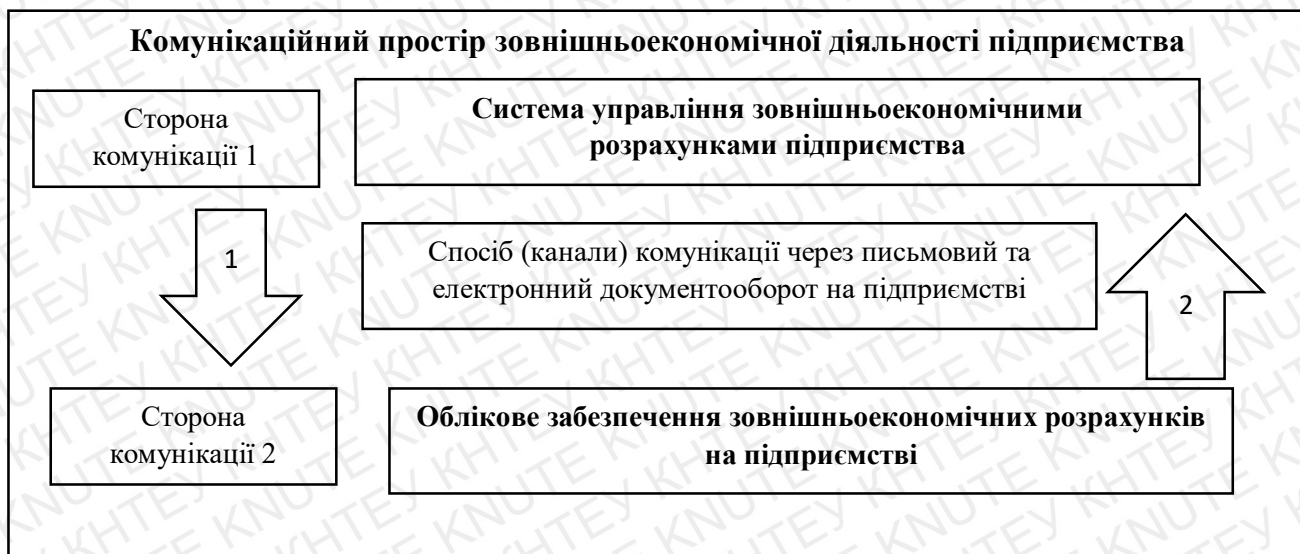 Комунікаційний простір зовнішньоекономічної діяльності підприємства
Сторона
комунікації 1
Система управління зовнішньоекономічними
розрахунками підприємства
1
Спосіб (канали) комунікації через письмовий та
електронний документооборот на підприємстві
2
Сторона
комунікації 2
Облікове забезпечення зовнішньоекономічних розрахунків
на підприємстві